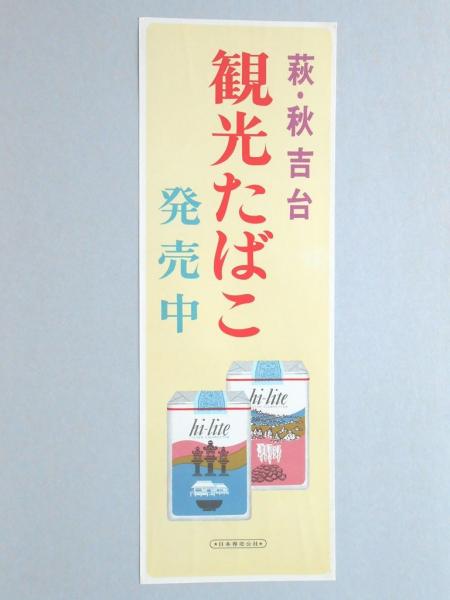 萩・秋吉台
観光たばこ
発売中
hi-lite
hi-lite
日本専売公社